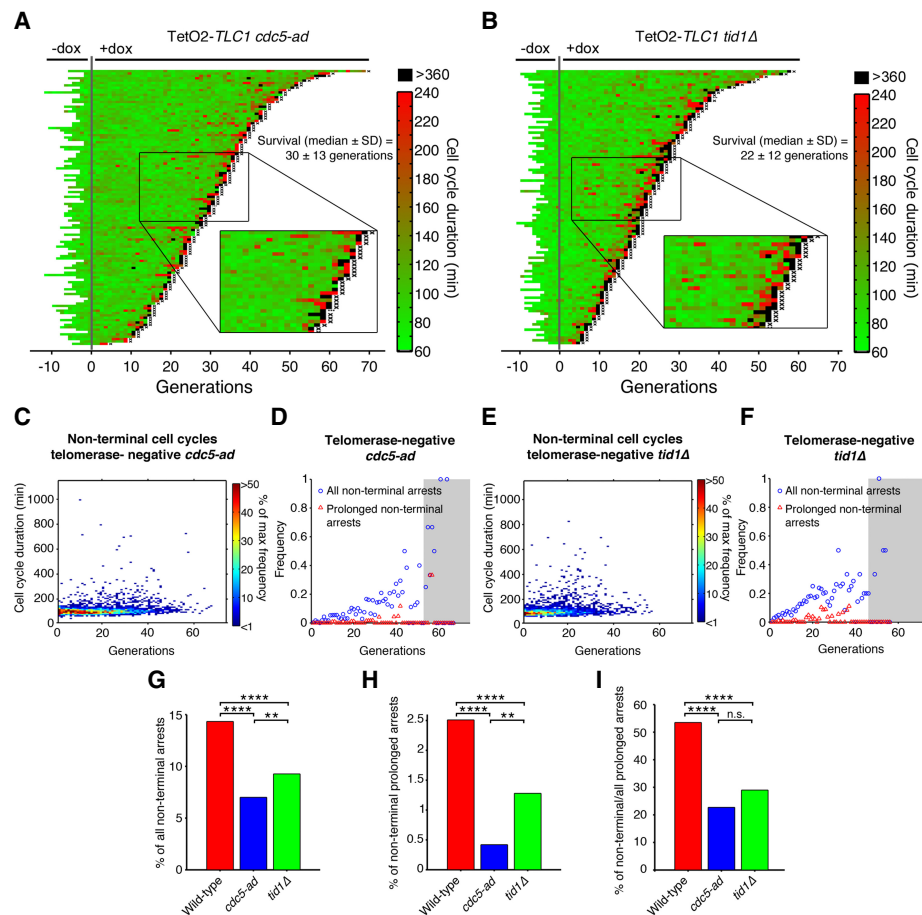 A
TetO2-TLC1 cdc5-ad
-dox
+dox
>360
240
220
200
180
160
140
120
100
80
60
Cell cycle duration (min)
Survival (median ± SD) =
30 ± 13 generations
-10 0 10 20 30 40 50 60 70
Generations
B
TetO2-TLC1 tid1Δ
-dox
+dox
>360
240
220
200
180
160
140
120
100
80
60
Cell cycle duration (min)
Survival (median ± SD) =
22 ± 12 generations
-10 0 10 20 30 40 50 60 70
Generations
C
Non-terminal cell cycles
telomerase- negative cdc5-ad
Cell cycle duration (min)
1000
800
600
400
200
0
0 20 40 60
Generations
>50
40
30
20
10
<1
% of max frequency
D
Telomerase-negative
cdc5-ad
Frequency
1
0.8
0.6
0.4
0.2
0
All non-terminal arrests
Prolonged non-terminal
arrests
0 20 40 60
Generations
E
Non-terminal cell cycles
telomerase-negative tid1Δ
Cell cycle duration (min)
1000
800
600
400
200
0
0 20 40 60
Generations
>50
40
30
20
10
<1
% of max frequency
F
Telomerase-negative
tid1Δ
Frequency
1
0.8
0.6
0.4
0.2
0
All non-terminal arrests
Prolonged non-terminal
arrests
0 20 40 60
Generations
G
% of all non-terminal arrests
15
10
5
0
****
**** **
Wild-type cdc5-ad tid1Δ
H
% of non-terminal prolonged arrests
2.5
2
1.5
1
0.5
0
****
**** **
Wild-type cdc5-ad tid1Δ
I
% of non-terminal/all prolonged arrests
60
50
40
30
20
10
0
****
**** n.s.
Wild-type cdc5-ad tid1Δ